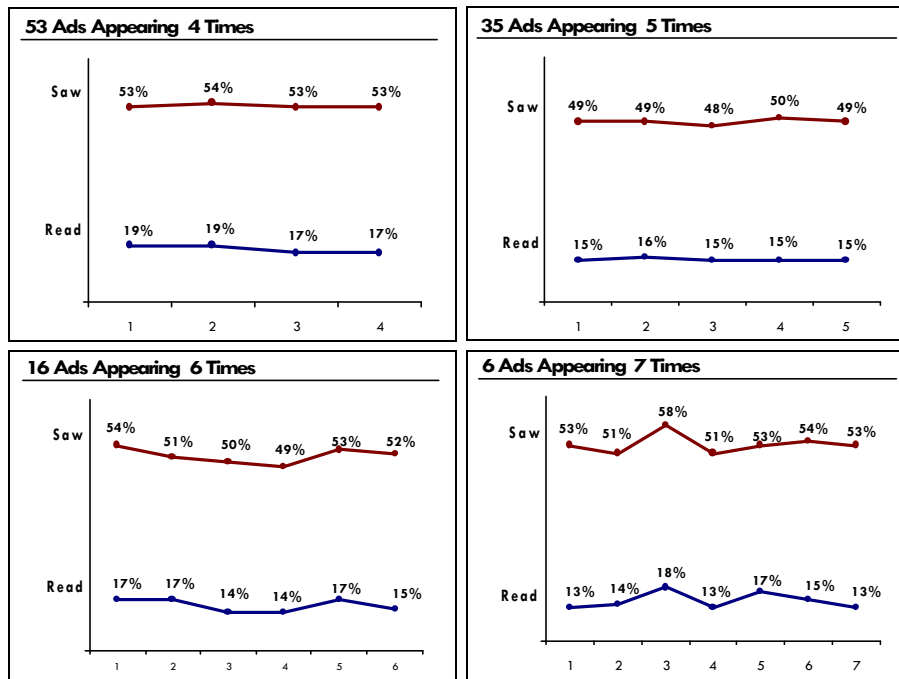 53 Ads Appearing 4 Times
Saw
53% 54% 53% 53%
Read
19% 19% 17% 17%
1 2 3 4
35 Ads Appearing 5 Times
Saw
49% 49% 48% 50% 49%
Read
15% 16% 15% 15% 15%
1 2 3 4 5
16 Ads Appearing 6 Times
Saw
54% 51% 50% 49% 53% 52%
Read
17% 17% 14% 14% 17% 15%
1 2 3 4 5 6
6 Ads Appearing 7 Times
Saw
53% 51% 58% 51% 53% 54% 53%
Read
13% 14% 18% 13% 17% 15% 13%
1 2 3 4 5 6 7